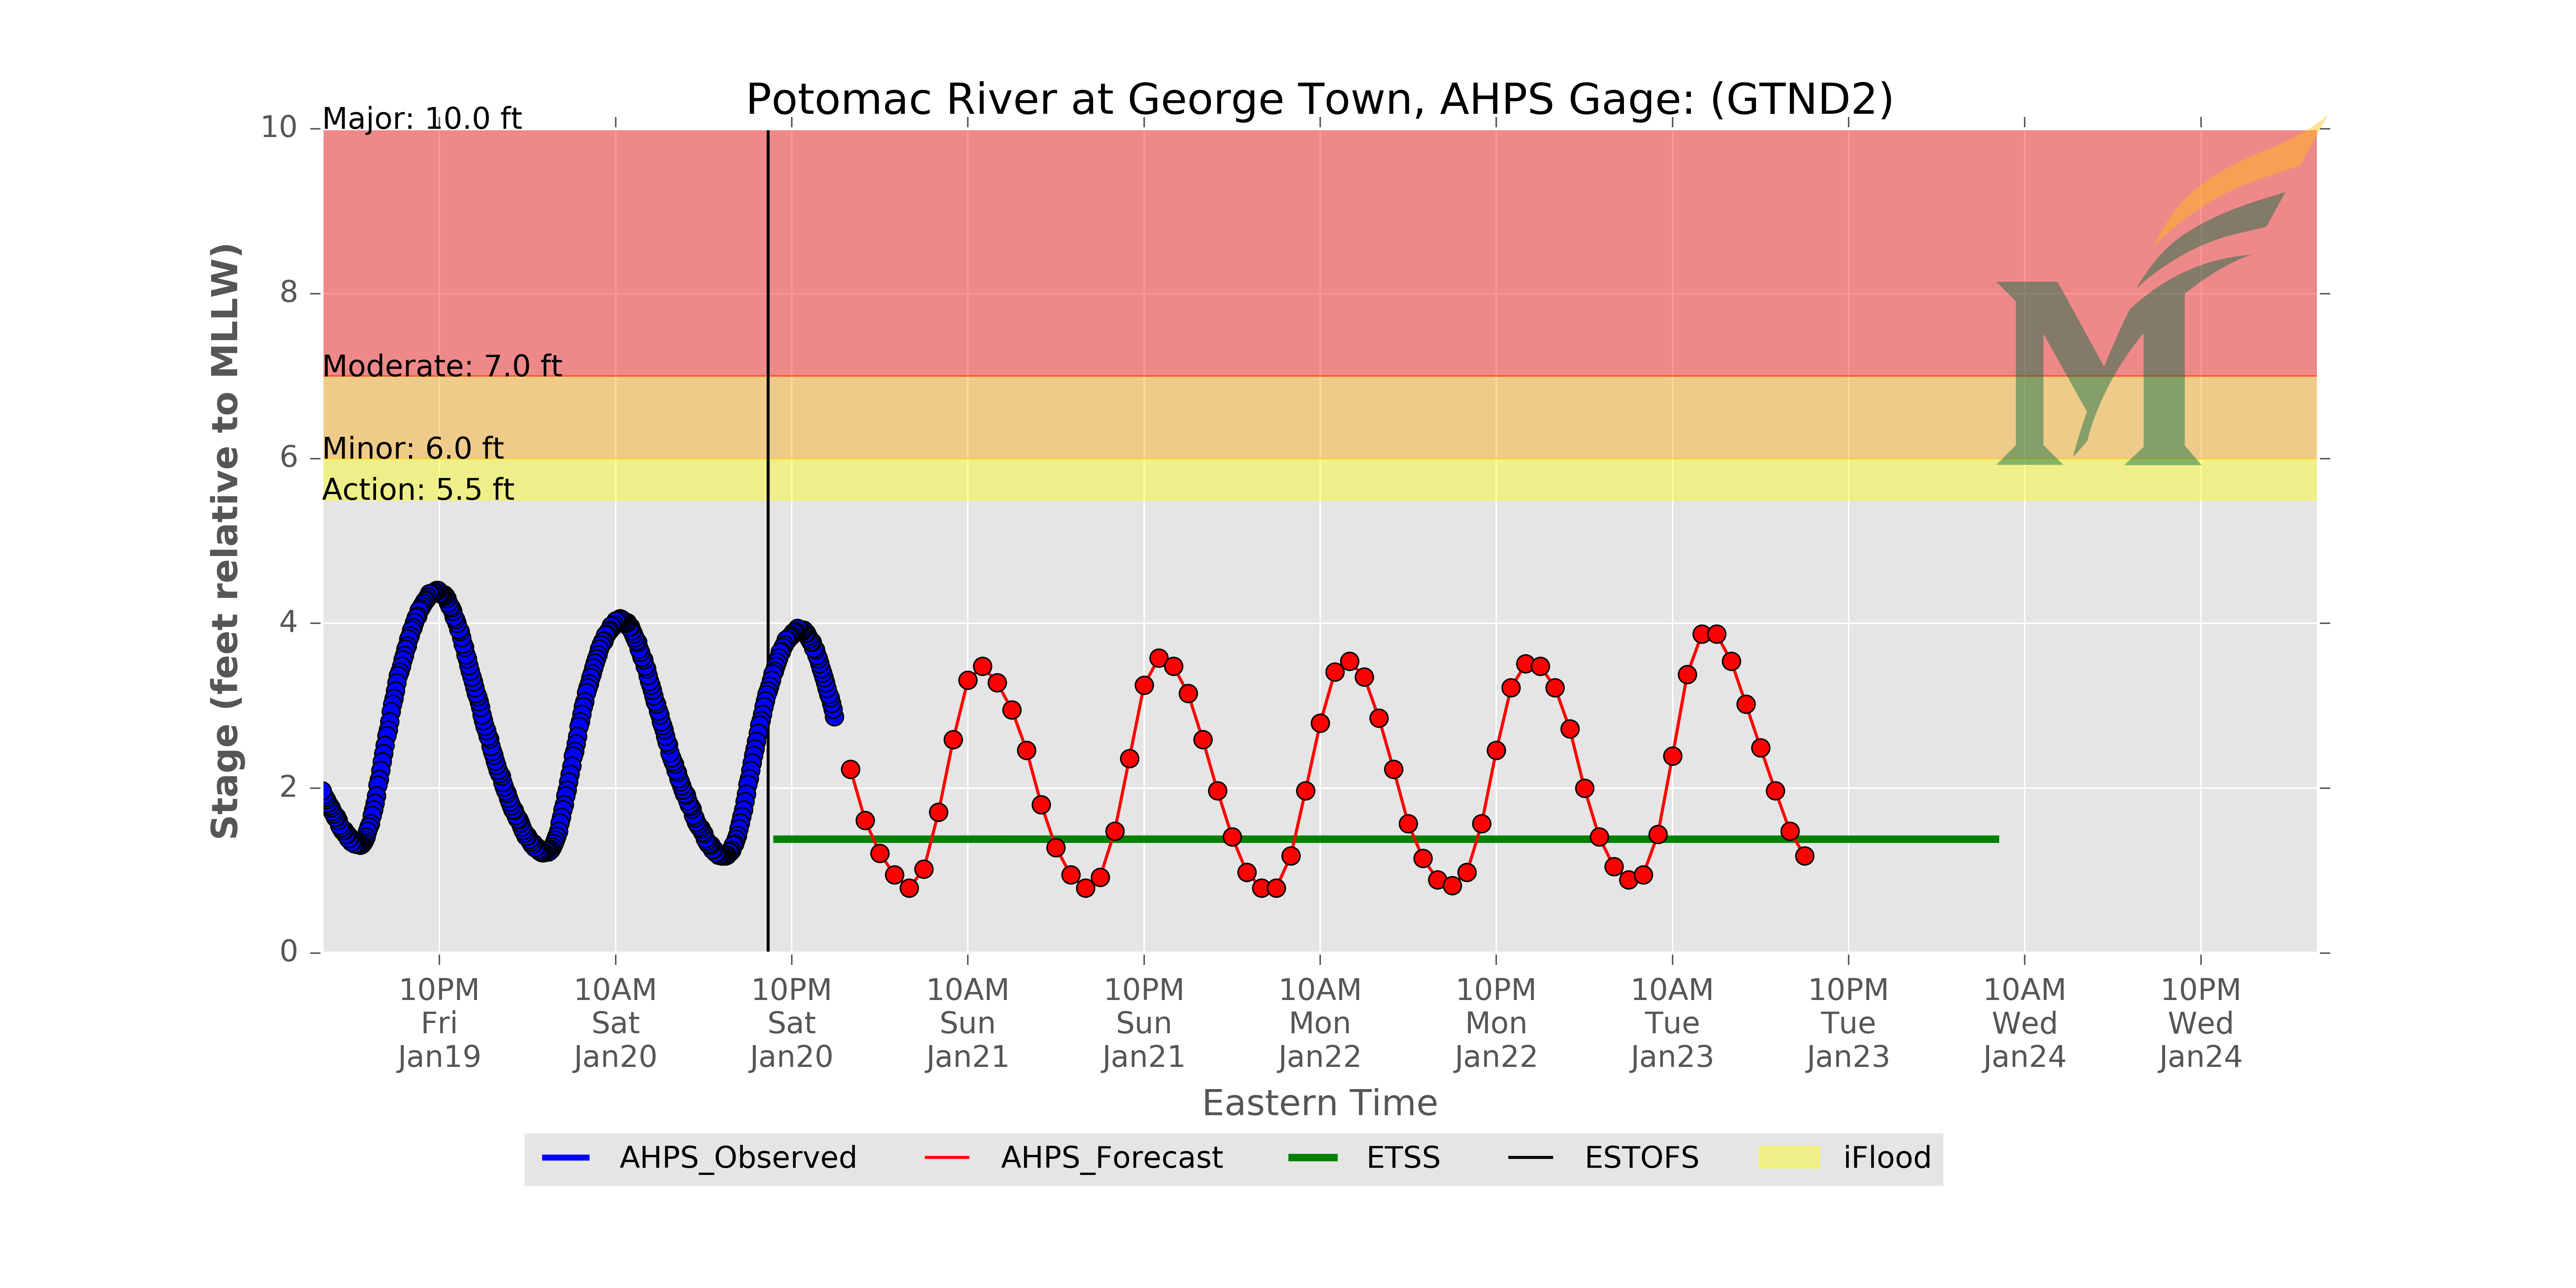 Potomac River at George Town, AHPS Gage: (GTND2)
Major: 10.0 ft
Moderate: 7.0 ft
Minor: 6.0 ft
Action: 5.5 ft
Stage (feet relative to MLLW)
10
8
6
4
2
0
10PM 10AM 10PM 10AM 10PM 10AM 10PM 10AM 10PM 10AM 10PM
Fri Sat Sat Sun Sun Mon Mon Tue Tue Wed Wed
Jan19 Jan20 Jan20 Jan21 Jan21 Jan22 Jan22 Jan23 Jan23 Jan24 Jan24
Eastern Time
AHPS_Observed AHPS_Forecast ETSS ESTOFS iFlood
M